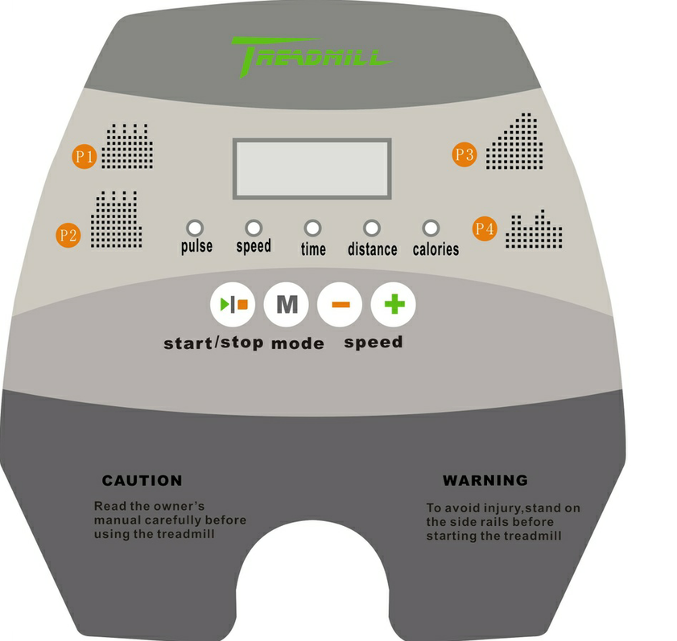 TREADMILL
P1
P3
P2
P4
pulse speed time distance calories
M
start/stop mode speed
CAUTION
Read the owner's
manual carefully before
using the treadmill
WARNING
To avoid injury,stand on
the side rails before
starting the treadmill